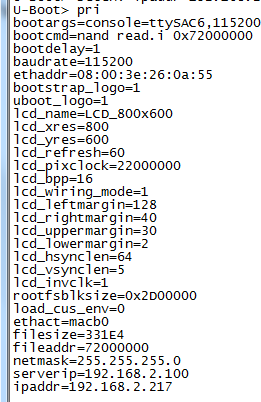 U-Boot> pri
bootargs=console=ttySAC6,115200
bootcmd=nand read.i 0x72000000
bootdelay=1
baudrate=115200
ethaddr=08:00:3e:26:0a:55
bootstrap_logo=1
uboot_logo=1
lcd_name=LCD_800x600
lcd_xres=800
lcd_yres=600
lcd_refresh=60
lcd_pixclock=22000000
lcd_bpp=16
lcd_wiring_mode=1
lcd_leftmargin=128
lcd_rightmargin=40
lcd_uppermargin=30
lcd_lowermargin=2
lcd_hsynclen=64
lcd_vsynclen=5
lcd_invclk=1
rootfsblksize=0x2D00000
load_cus_env=0
ethact=macb0
filesize=331E4
fileaddr=72000000
netmask=255.255.255.0
serverip=192.168.2.100
ipaddr=192.168.2.217